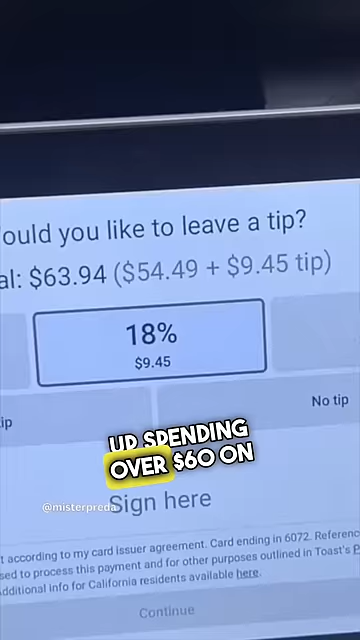 ould you like to leave a tip?
al: $63.94 ($54.49 + $9.45 tip)
18%
$9.45
ip
No tip
UP SPENDING
OVER $60 ON
@misterpreda
Sign here
t according to my card issuer agreement. Card ending in 6072. Referenc
sed to process this payment and for other purposes outlined in Toast's P
dditional info for California residents available here.
Continue